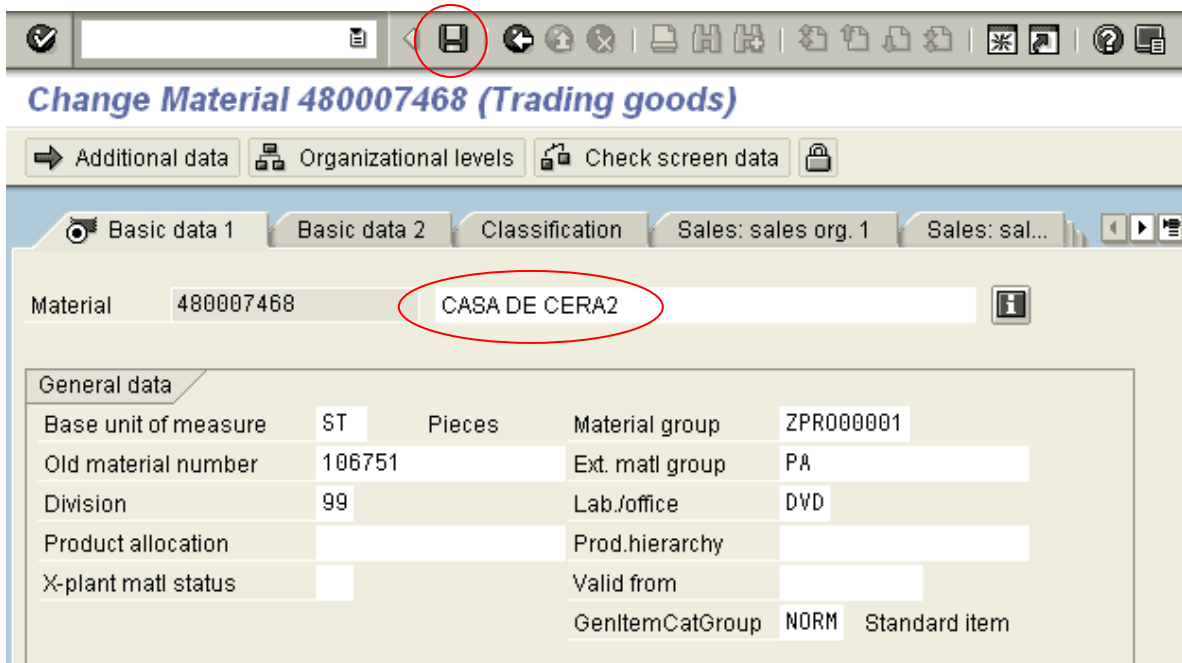 Change Material 480007468 (Trading goods)
Additional data Organizational levels Check screen data
Basic data 1 Basic data 2 Classification Sales: sales org. 1 Sales: sal...
Material 480007468 CASA DE CERA2
General data
Base unit of measure ST Pieces Material group ZPRO00001
Old material number 106751 Ext. matl group PA
Division 99 Lab./office DVD
Product allocation Prod.hierarchy
X-plant matl status Valid from
GenItemCatGroup NORM Standard item